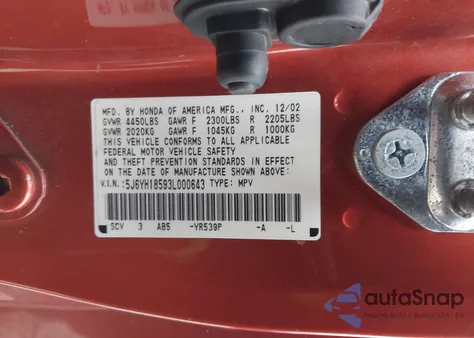 MFD. BY HONDA OF AMERICA MFG., INC. 12/02
GVWR 4450LBS GAWR F 2300LBS R 2205LBS
GVWR 2020KG GAWR F 1045KG R 1000KG
THIS VEHICLE CONFORMS TO ALL APPLICABLE
FEDERAL MOTOR VEHICLE SAFETY
AND THEFT PREVENTION STANDARDS IN EFFECT
ON THE DATE OF MANUFACTURE SHOWN ABOVE.
V.I.N. :5J6YH18593L000643 TYPE: MPV
SCV 3 AB5 -YR539P -A -L
autoSnap